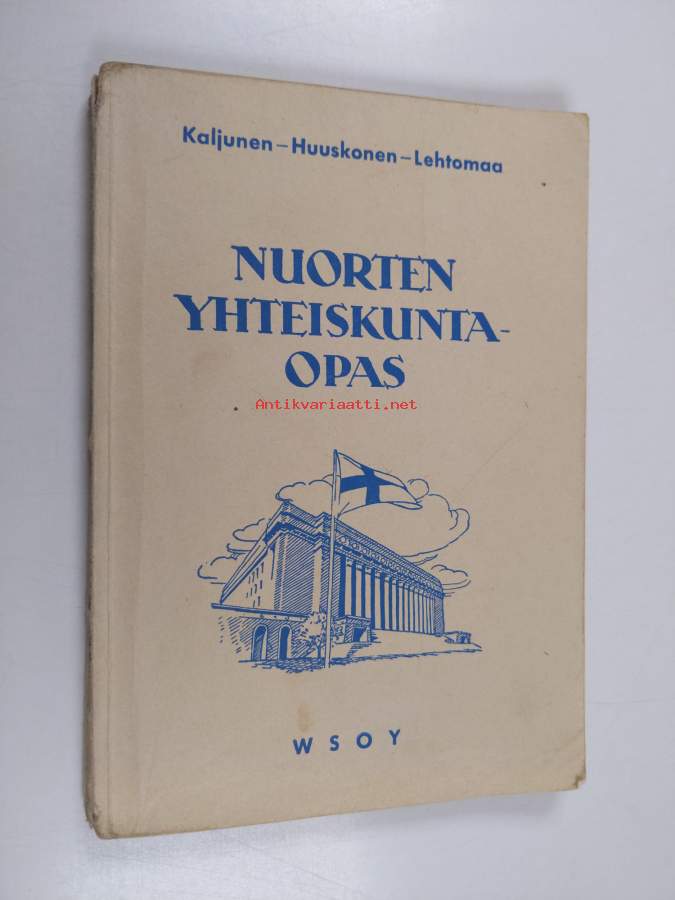 Kaljunen–Huuskonen–Lehtomaa
NUORTEN
YHTEISKUNTA-
OPAS
Antikvariaatti.net
WSOY